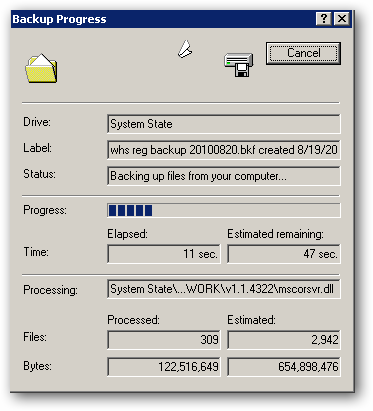 Backup Progress
Cancel
Drive: System State
Label: whs reg backup 20100820.bkf created 8/19/20
Status: Backing up files from your computer...
Progress:
Elapsed: Estimated remaining:
Time: 11 sec. 47 sec.
Processing: System State\...WORK\v1.1.4322\mscorsvr.dll
Processed: Estimated:
Files: 309 2,942
Bytes: 122,516,649 654,898,476